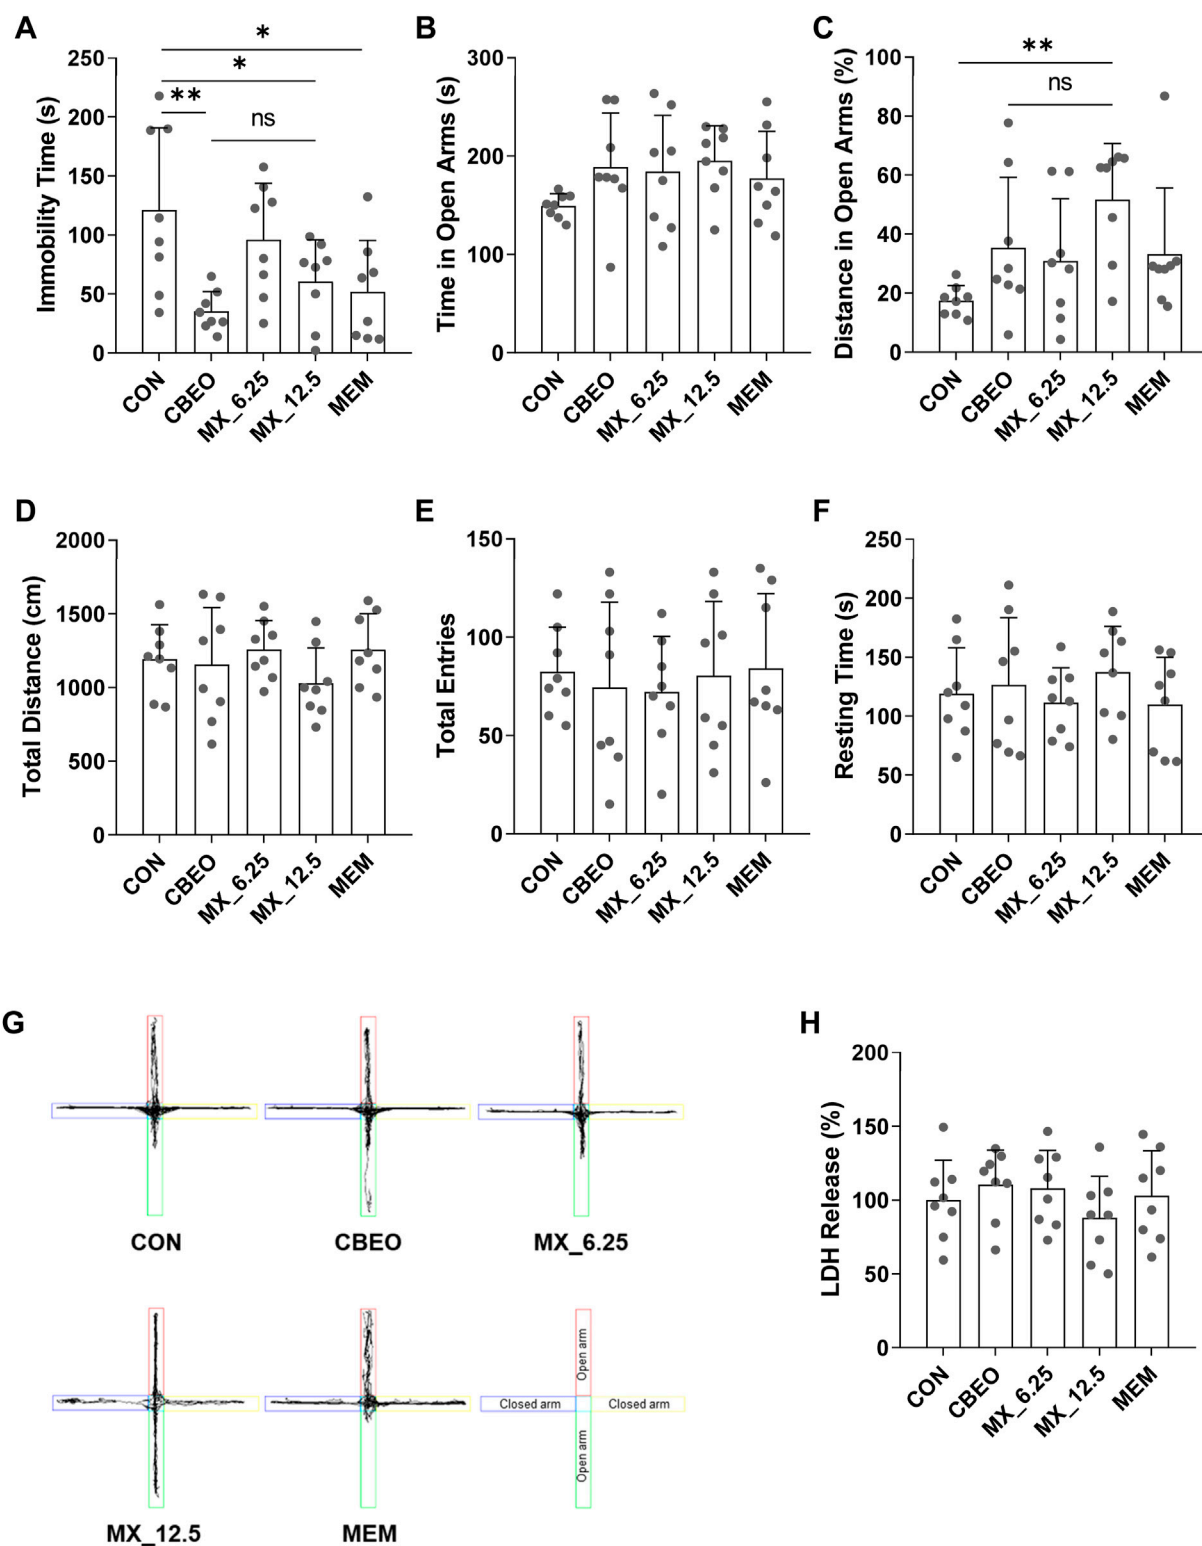 A
Immobility Time (s)
250
200
150
100
50
0
*
*
**
ns
CON
CBEO
MX_6.25
MX_12.5
MEM
B
Time in Open Arms (s)
300
200
100
0
CON
CBEO
MX_6.25
MX_12.5
MEM
C
Distance in Open Arms (%)
100
80
60
40
20
0
**
ns
CON
CBEO
MX_6.25
MX_12.5
MEM
D
Total Distance (cm)
2000
1500
1000
500
0
CON
CBEO
MX_6.25
MX_12.5
MEM
E
Total Entries
150
100
50
0
CON
CBEO
MX_6.25
MX_12.5
MEM
F
Resting Time (s)
250
200
150
100
50
0
CON
CBEO
MX_6.25
MX_12.5
MEM
G
CON
CBEO
MX_6.25
MX_12.5
MEM
Open arm
Closed arm
Closed arm
Open arm
H
LDH Release (%)
200
150
100
50
0
CON
CBEO
MX_6.25
MX_12.5
MEM